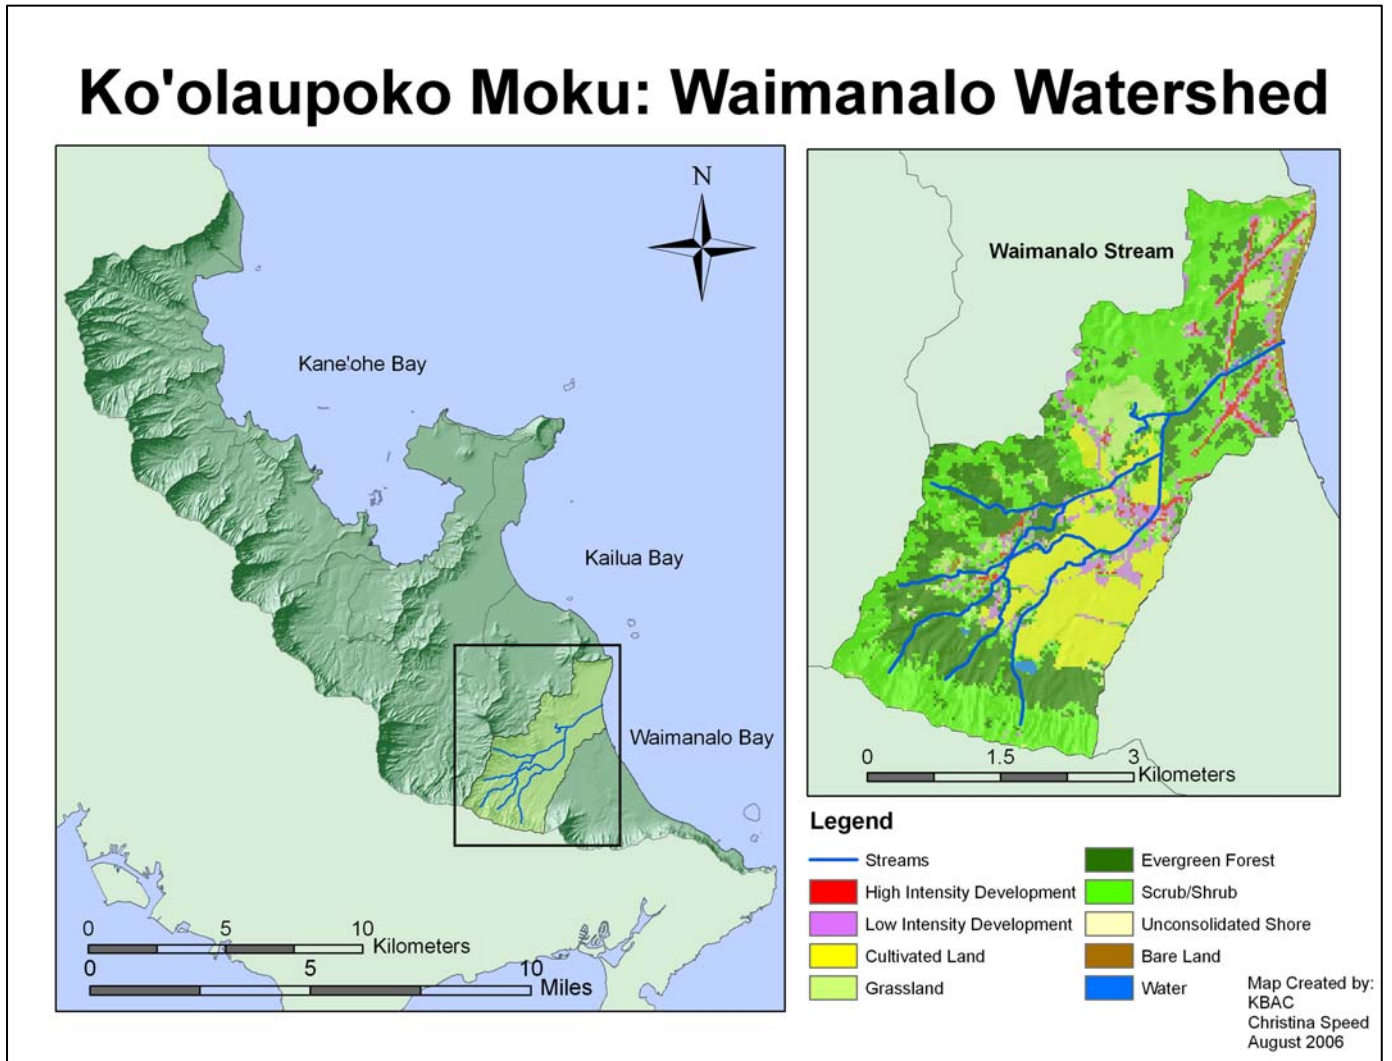 Ko'olaupoko Moku: Waimanalo Watershed
N
Kane'ohe Bay
Kailua Bay
Waimanalo Bay
0 5 10
Kilometers
0 5 10
Miles
Waimanalo Stream
0 1.5 3
Kilometers
Legend
Streams
High Intensity Development
Low Intensity Development
Cultivated Land
Grassland
Evergreen Forest
Scrub/Shrub
Unconsolidated Shore
Bare Land
Water
Map Created by:
KBAC
Christina Speed
August 2006